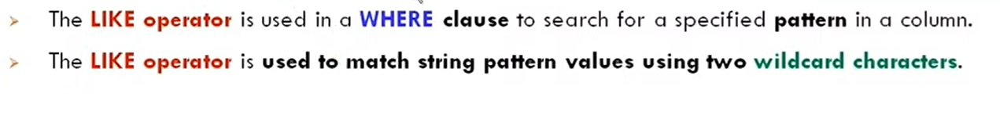 ➢ The LIKE operator is used in a WHERE clause to search for a specified pattern in a column.
➢ The LIKE operator is used to match string pattern values using two wildcard characters.